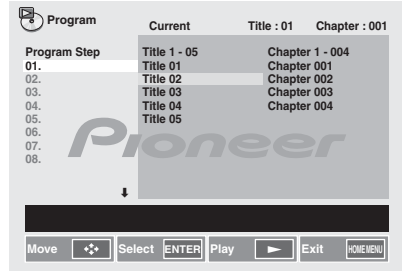 Program
Current Title : 01 Chapter : 001
Program Step Title 1 - 05 Chapter 1 - 004
01. Title 01 Chapter 001
02. Title 02 Chapter 002
03. Title 03 Chapter 003
04. Title 04 Chapter 004
05. Title 05
06.
07.
08.
Pioneer
Move Select ENTER Play Exit HOME MENU